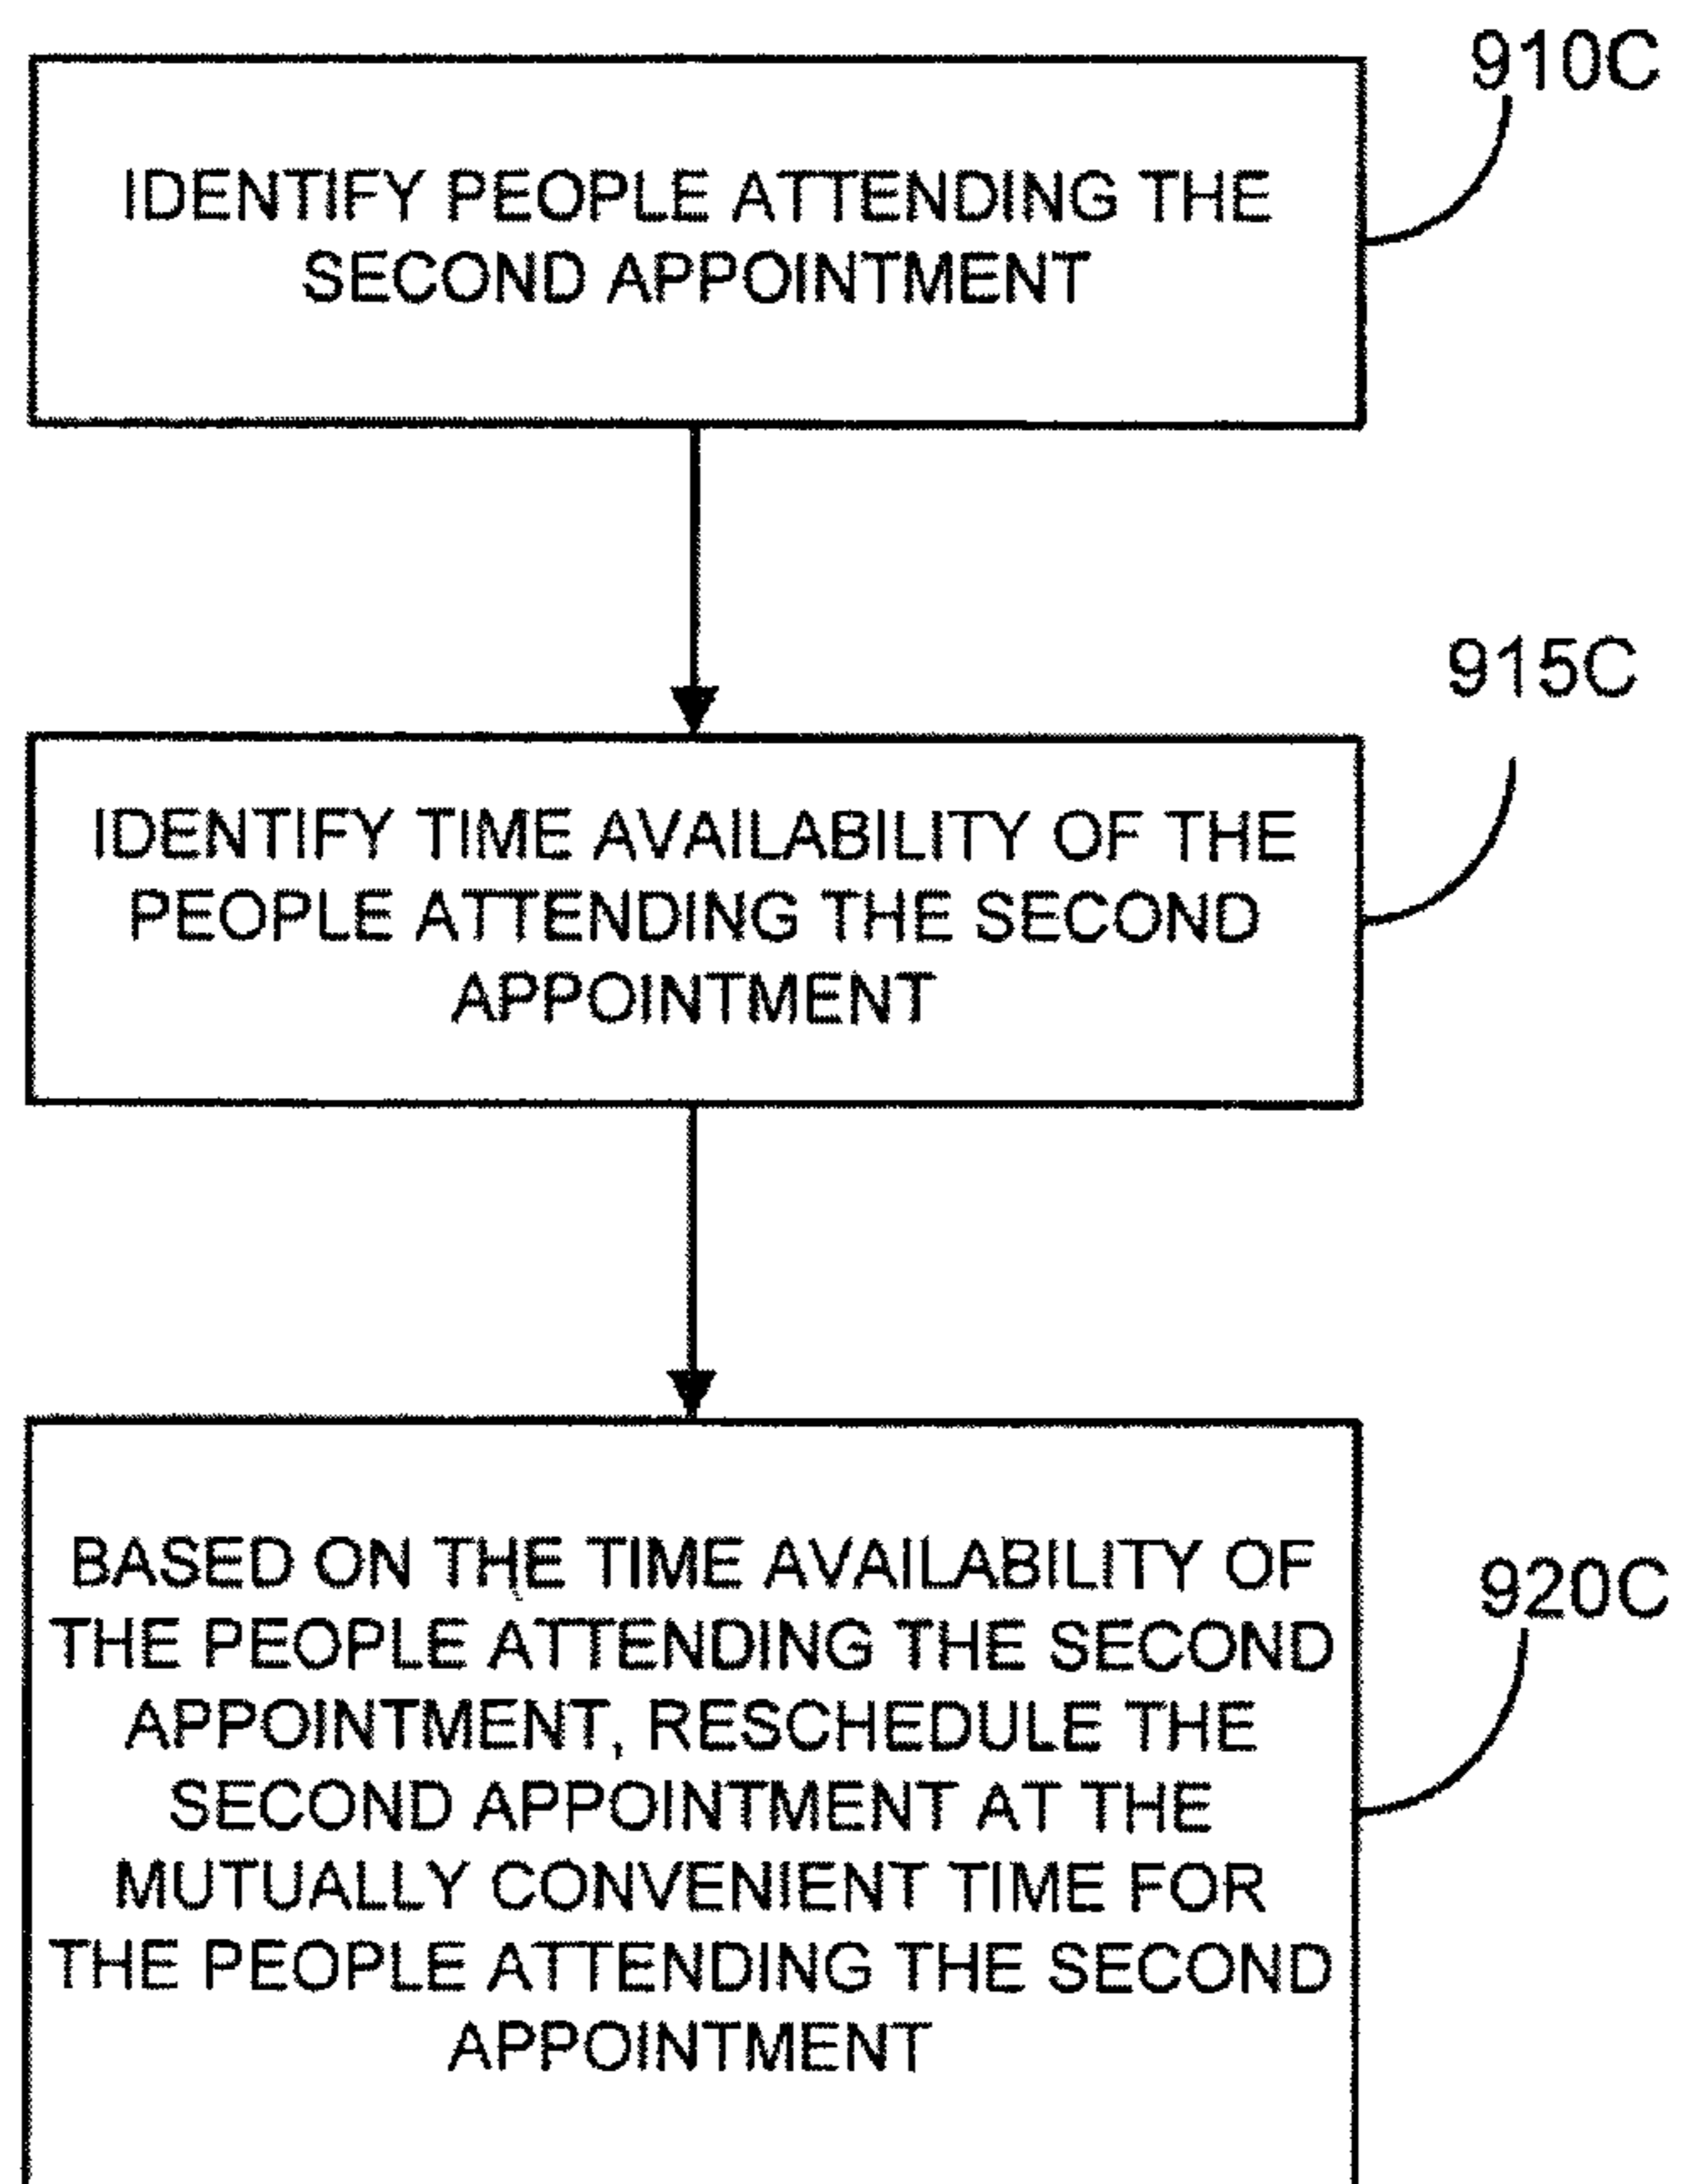 910C
IDENTIFY PEOPLE ATTENDING THE
SECOND APPOINTMENT
915C
IDENTIFY TIME AVAILABILITY OF THE
PEOPLE ATTENDING THE SECOND
APPOINTMENT
920C
BASED ON THE TIME AVAILABILITY OF
THE PEOPLE ATTENDING THE SECOND
APPOINTMENT, RESCHEDULE THE
SECOND APPOINTMENT AT THE
MUTUALLY CONVENIENT TIME FOR
THE PEOPLE ATTENDING THE SECOND
APPOINTMENT